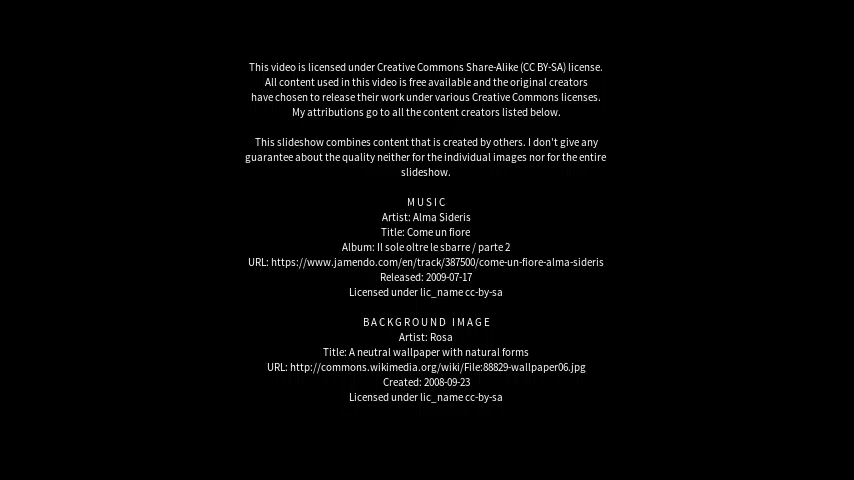 This video is licensed under Creative Commons Share-Alike (CC BY-SA) license.
All content used in this video is free available and the original creators
have chosen to release their work under various Creative Commons licenses.
My attributions go to all the content creators listed below.
This slideshow combines content that is created by others. I don't give any
guarantee about the quality neither for the individual images nor for the entire
slideshow.
MUSIC
Artist: Alma Sideris
Title: Come un fiore
Album: Il sole oltre le sbarre / parte 2
URL: https://www.jamendo.com/en/track/387500/come-un-fiore-alma-sideris
Released: 2009-07-17
Licensed under lic_name cc-by-sa
BACKGROUND IMAGE
Artist: Rosa
Title: A neutral wallpaper with natural forms
URL: http://commons.wikimedia.org/wiki/File:88829-wallpaper06.jpg
Created: 2008-09-23
Licensed under lic_name cc-by-sa